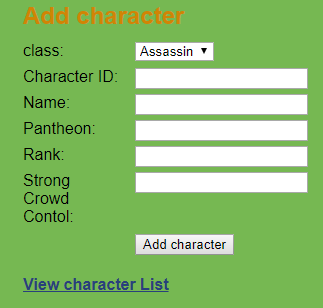 Add character
class: Assassin
Character ID:
Name:
Pantheon:
Rank:
Strong
Crowd
Contol:
Add character
View character List